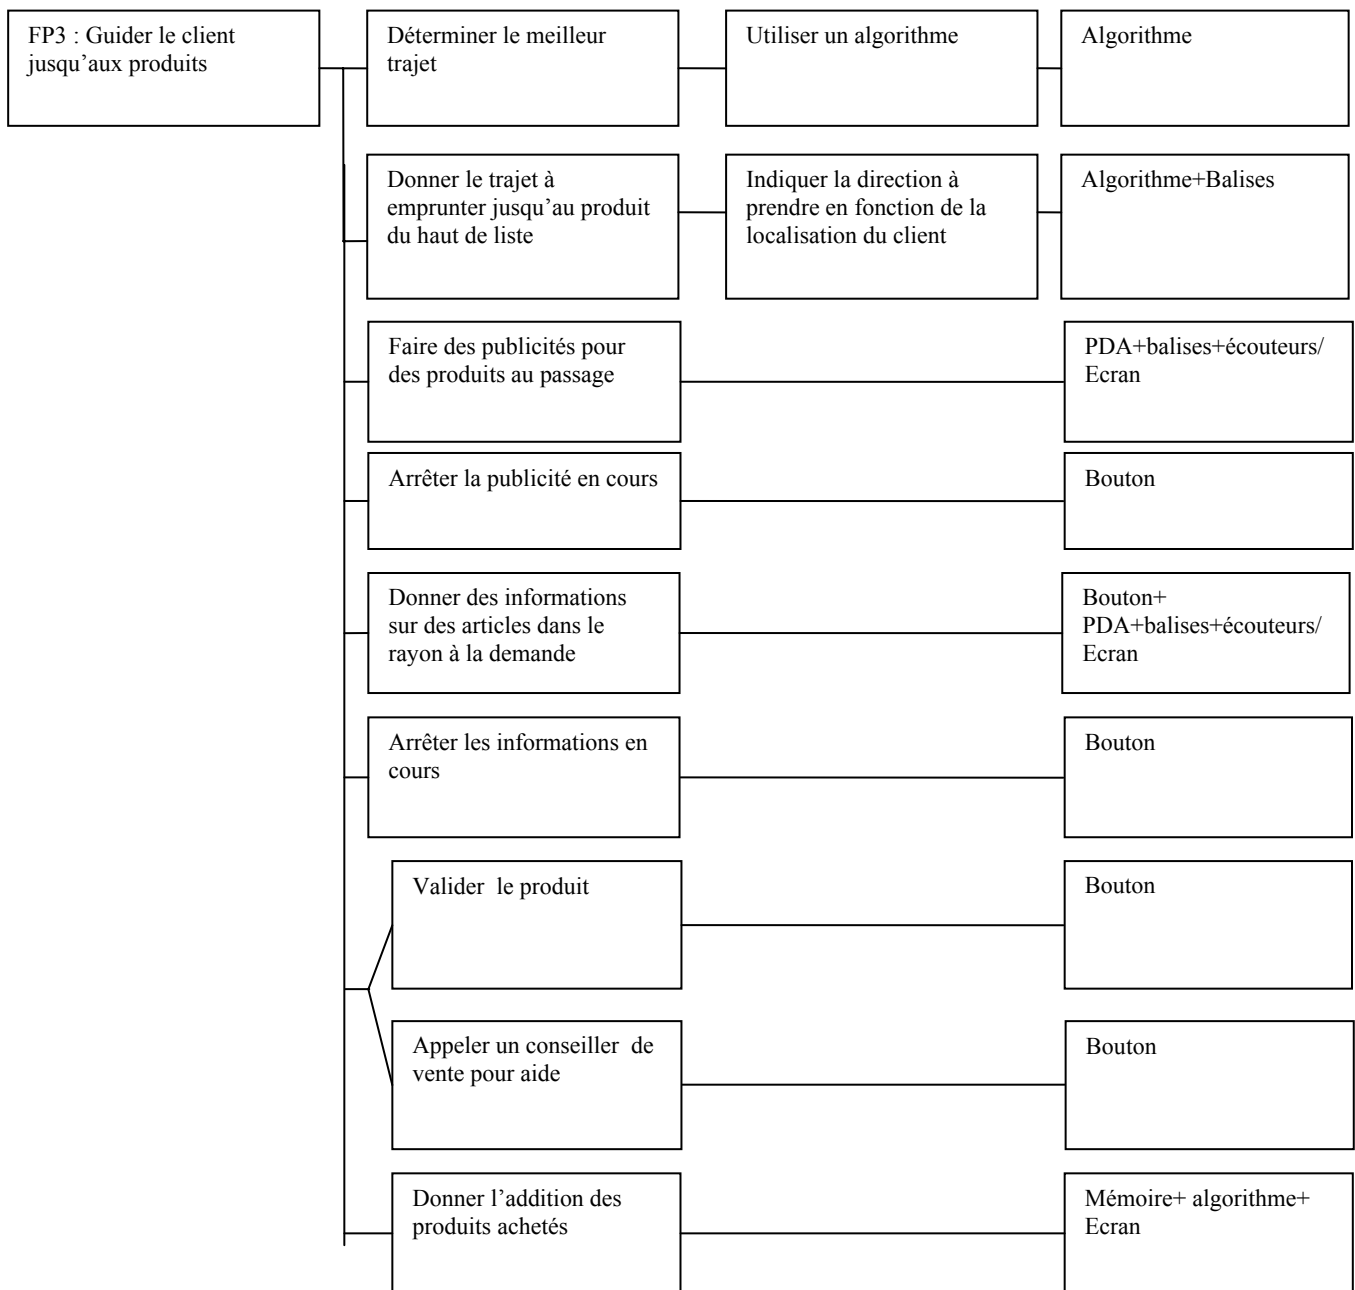 FP3 : Guider le client
jusqu’aux produits
Déterminer le meilleur
trajet
Utiliser un algorithme
Algorithme
Donner le trajet à
emprunter jusqu’au produit
du haut de liste
Indiquer la direction à
prendre en fonction de la
localisation du client
Algorithme+Balises
Faire des publicités pour
des produits au passage
PDA+balises+écouteurs/
Ecran
Arrêter la publicité en cours
Bouton
Donner des informations
sur des articles dans le
rayon à la demande
Bouton+
PDA+balises+écouteurs/
Ecran
Arrêter les informations en
cours
Bouton
Valider  le produit
Bouton
Appeler un conseiller  de
vente pour aide
Bouton
Donner l’addition des
produits achetés
Mémoire+ algorithme+
Ecran